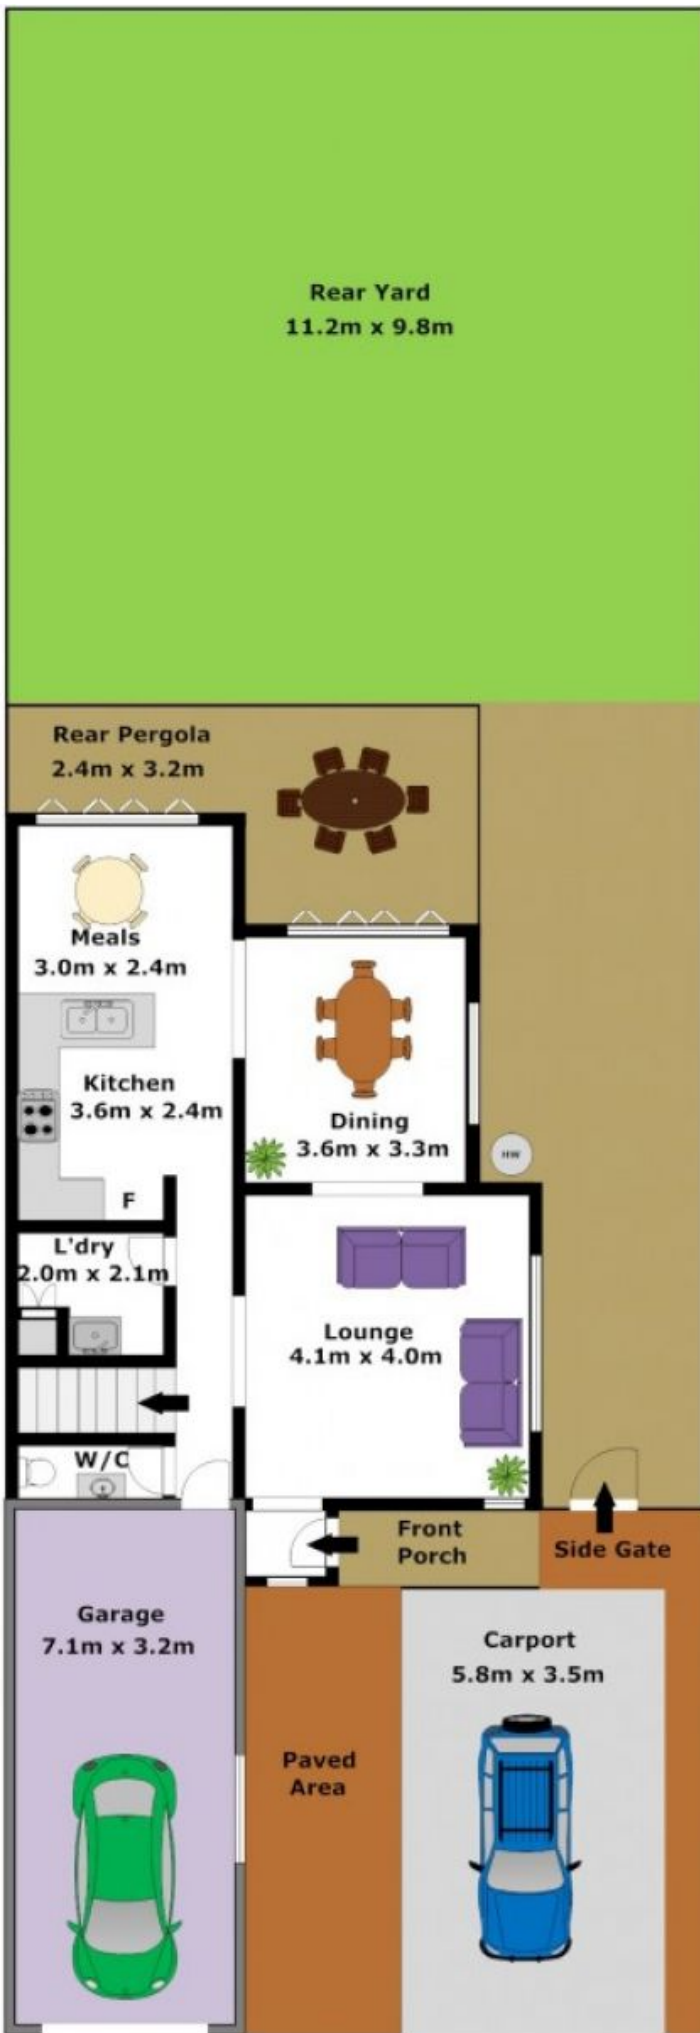 Rear Yard
11.2m x 9.8m
Rear Pergola
2.4m x 3.2m
Meals
3.0m x 2.4m
Kitchen
3.6m x 2.4m
Dining
3.6m x 3.3m
HW
F
L'dry
2.0m x 2.1m
Lounge
4.1m x 4.0m
W/C
Front
Porch
Side Gate
Garage
7.1m x 3.2m
Carport
5.8m x 3.5m
Paved
Area